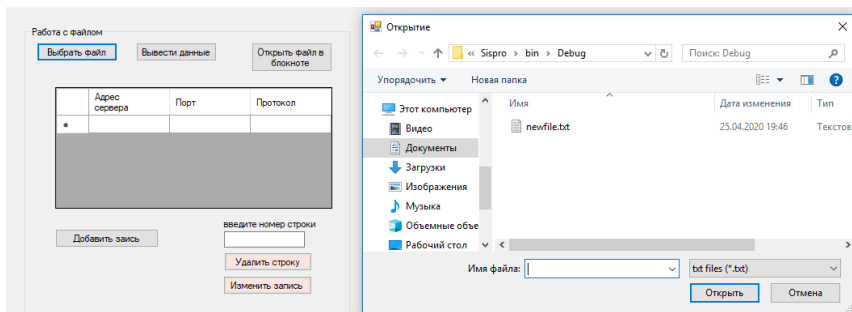 Работа с файлом
Выбрать файл
Вывести данные
Открыть файл в
блокноте
Адрес
сервера
Порт
Протокол
Добавить заись
введите номер строки
Удалить строку
Изменить запись
Открытие
« Sispro › bin › Debug
Поиск: Debug
Упорядочить
Новая папка
Этот компьютер
Видео
Документы
Загрузки
Изображения
Музыка
Объемные объе
Рабочий стол
Имя
Дата изменения
Тип
newfile.txt
25.04.2020 19:46
Текстов
Имя файла:
txt files (*.txt)
Открыть
Отмена